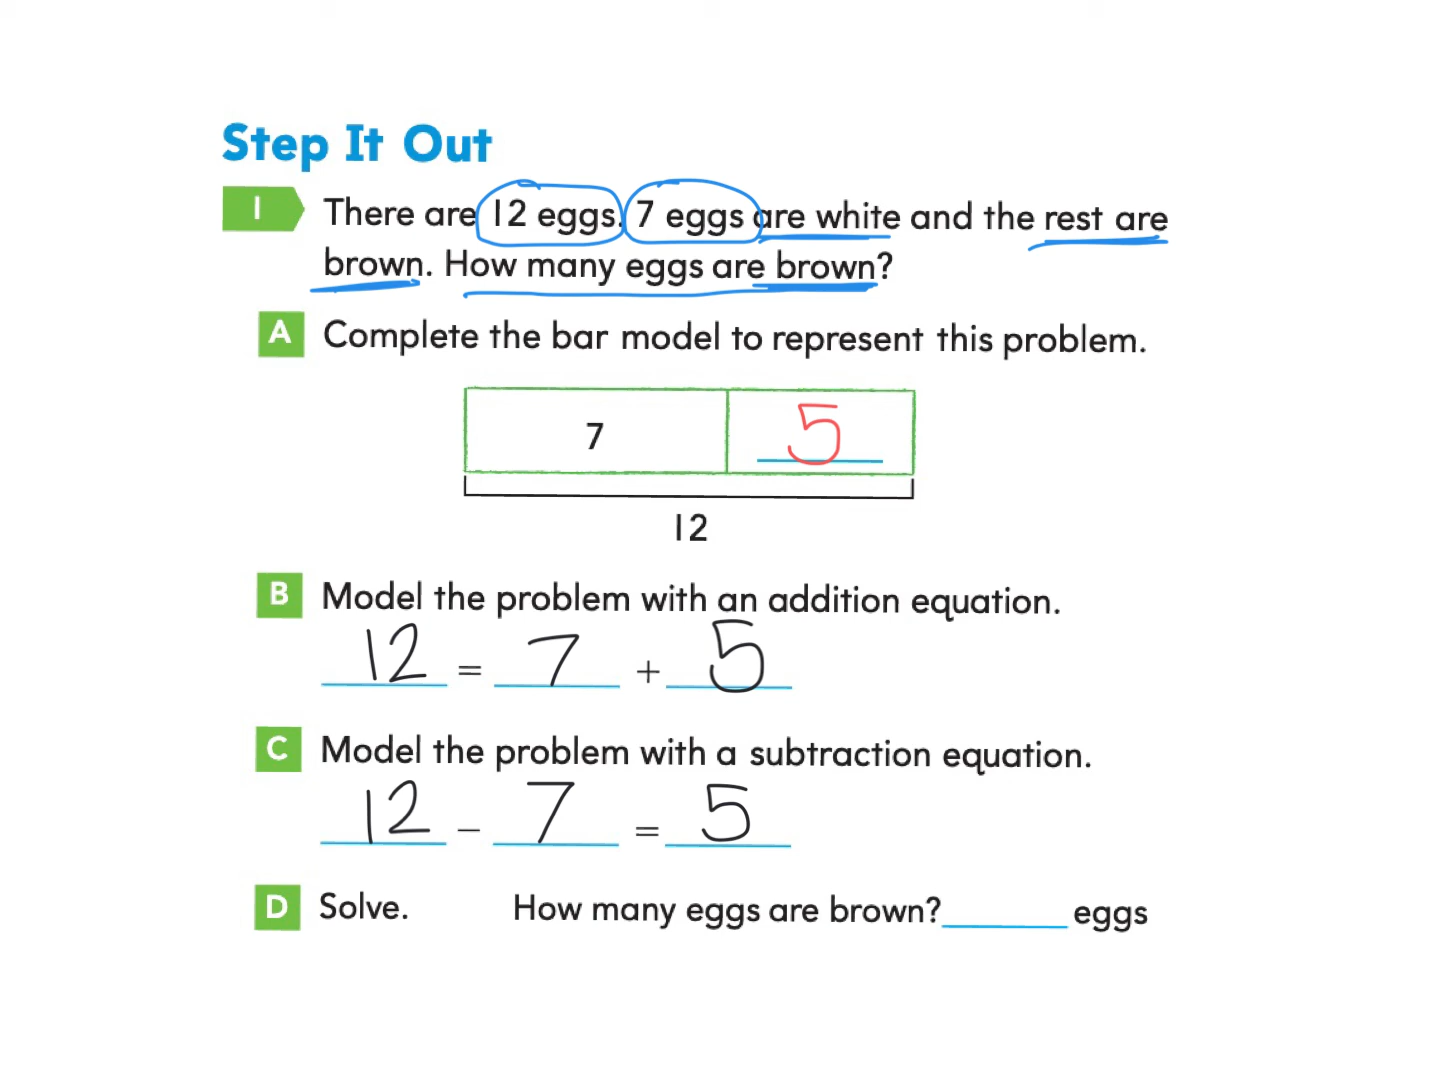 Step It Out
1 There are 12 eggs. 7 eggs are white and the rest are
brown. How many eggs are brown?
A Complete the bar model to represent this problem.
7 5
12
B Model the problem with an addition equation.
12 = 7 + 5
C Model the problem with a subtraction equation.
12 - 7 = 5
D Solve. How many eggs are brown? eggs